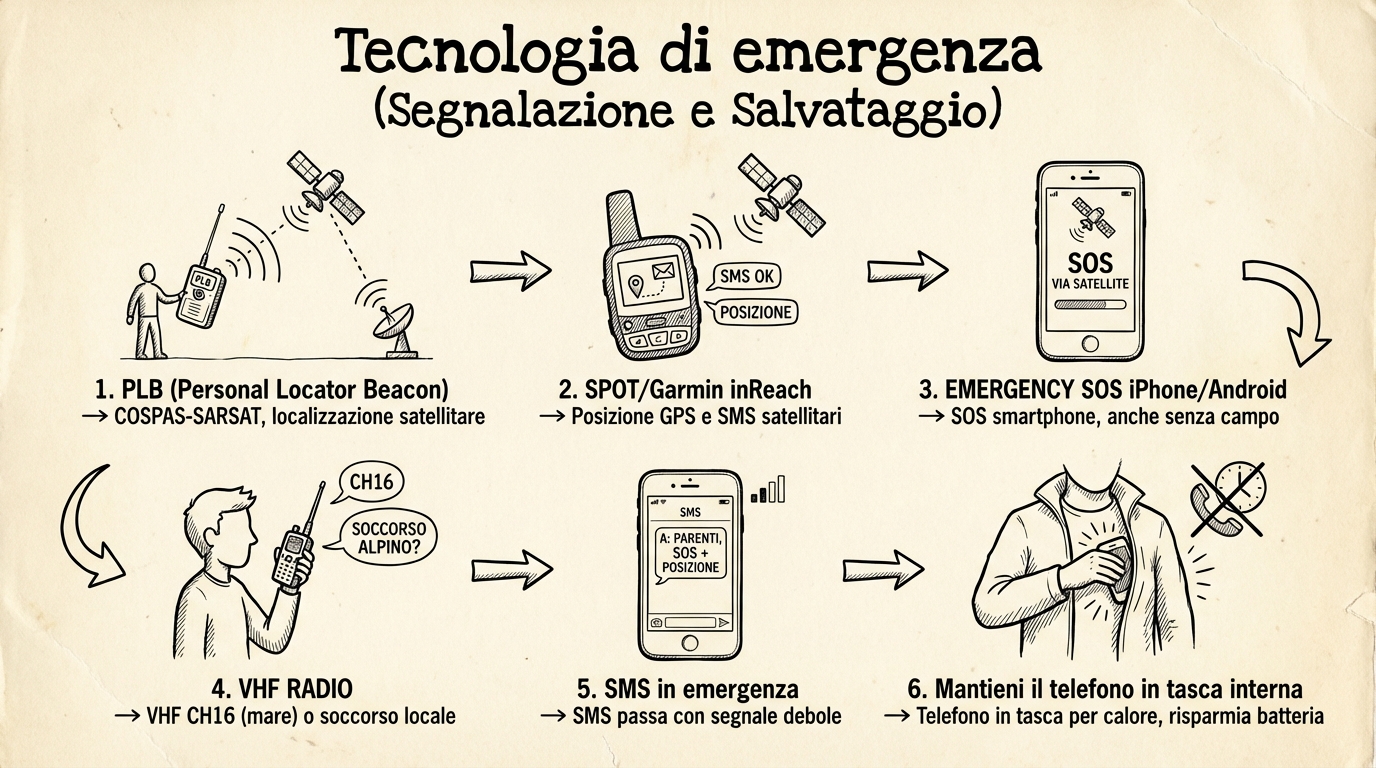 Tecnologia di emergenza
(Segnalazione e Salvataggio)
PLB
SMS OK
POSIZIONE
SOS
VIA SATELLITE
1. PLB (Personal Locator Beacon)
→ COSPAS-SARSAT, localizzazione satellitare
2. SPOT/Garmin inReach
→ Posizione GPS e SMS satellitari
3. EMERGENCY SOS iPhone/Android
→ SOS smartphone, anche senza campo
CH16
SOCCORSO
ALPINO?
SMS
A: PARENTI,
SOS +
POSIZIONE
4. VHF RADIO
→ VHF CH16 (mare) o soccorso locale
5. SMS in emergenza
→ SMS passa con segnale debole
6. Mantieni il telefono in tasca interna
→ Telefono in tasca per calore, risparmia batteria